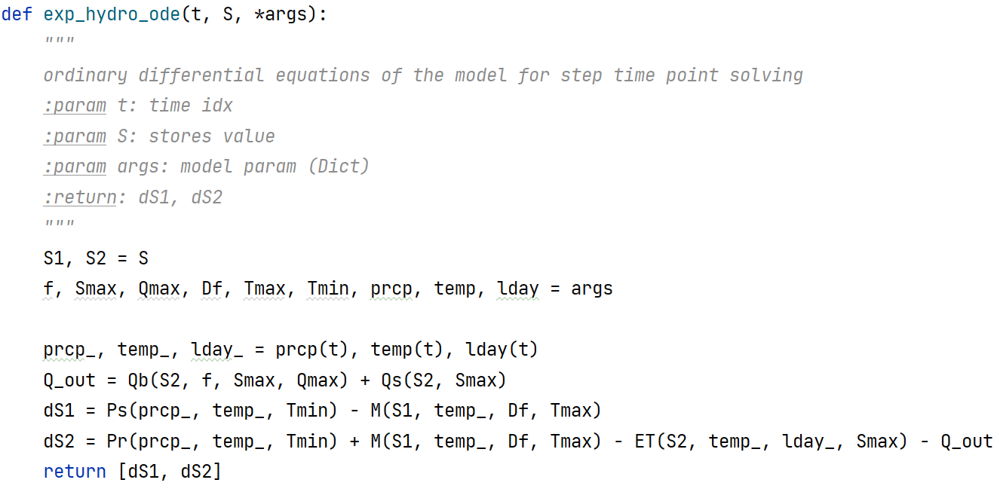 def exp_hydro_ode(t, S, *args):
    """
    ordinary differential equations of the model for step time point solving
    :param t: time idx
    :param S: stores value
    :param args: model param (Dict)
    :return: dS1, dS2
    """
    S1, S2 = S
    f, Smax, Qmax, Df, Tmax, Tmin, prcp, temp, lday = args

    prcp_, temp_, lday_ = prcp(t), temp(t), lday(t)
    Q_out = Qb(S2, f, Smax, Qmax) + Qs(S2, Smax)
    dS1 = Ps(prcp_, temp_, Tmin) - M(S1, temp_, Df, Tmax)
    dS2 = Pr(prcp_, temp_, Tmin) + M(S1, temp_, Df, Tmax) - ET(S2, temp_, lday_, Smax) - Q_out
    return [dS1, dS2]